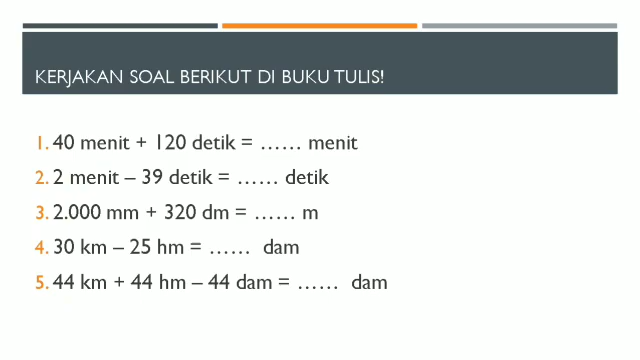 KERJAKAN SOAL BERIKUT DI BUKU TULIS!
1. 40 menit + 120 detik = …… menit
2. 2 menit – 39 detik = …… detik
3. 2.000 mm + 320 dm = …… m
4. 30 km – 25 hm = …… dam
5. 44 km + 44 hm – 44 dam = …… dam